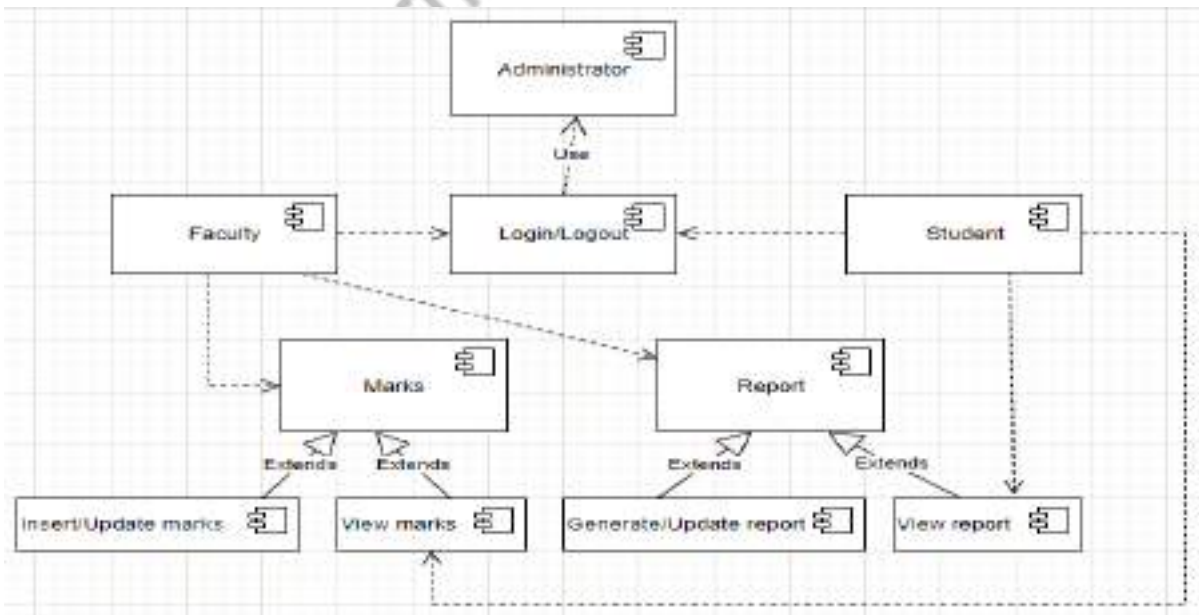 Administrator
Use
Faculty
Login/Logout
Student
Marks
Report
Extends
Extends
Extends
Extends
Insert/Update marks
View marks
Generate/Update report
View report